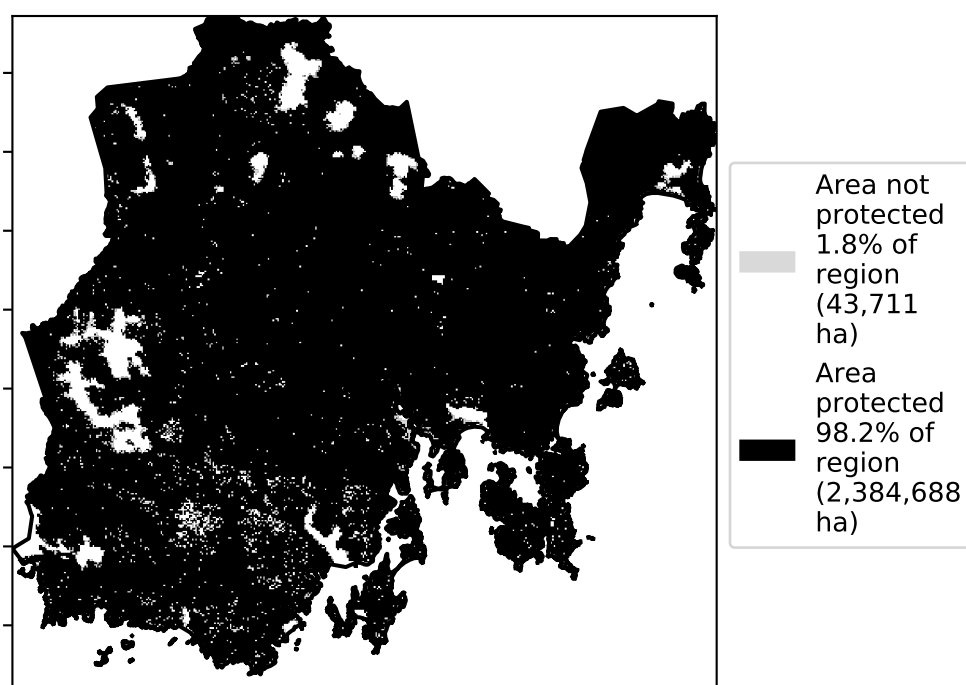 Area not
protected
1.8% of
region
(43,711
ha)
Area
protected
98.2% of
region
(2,384,688
ha)